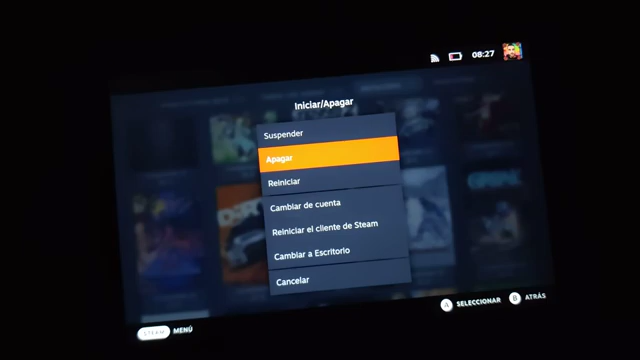 08:27
Iniciar/Apagar
Suspender
Apagar
Reiniciar
Cambiar de cuenta
Reiniciar el cliente de Steam
Cambiar a Escritorio
Cancelar
STEAM MENÚ
A SELECCIONAR B ATRÁS